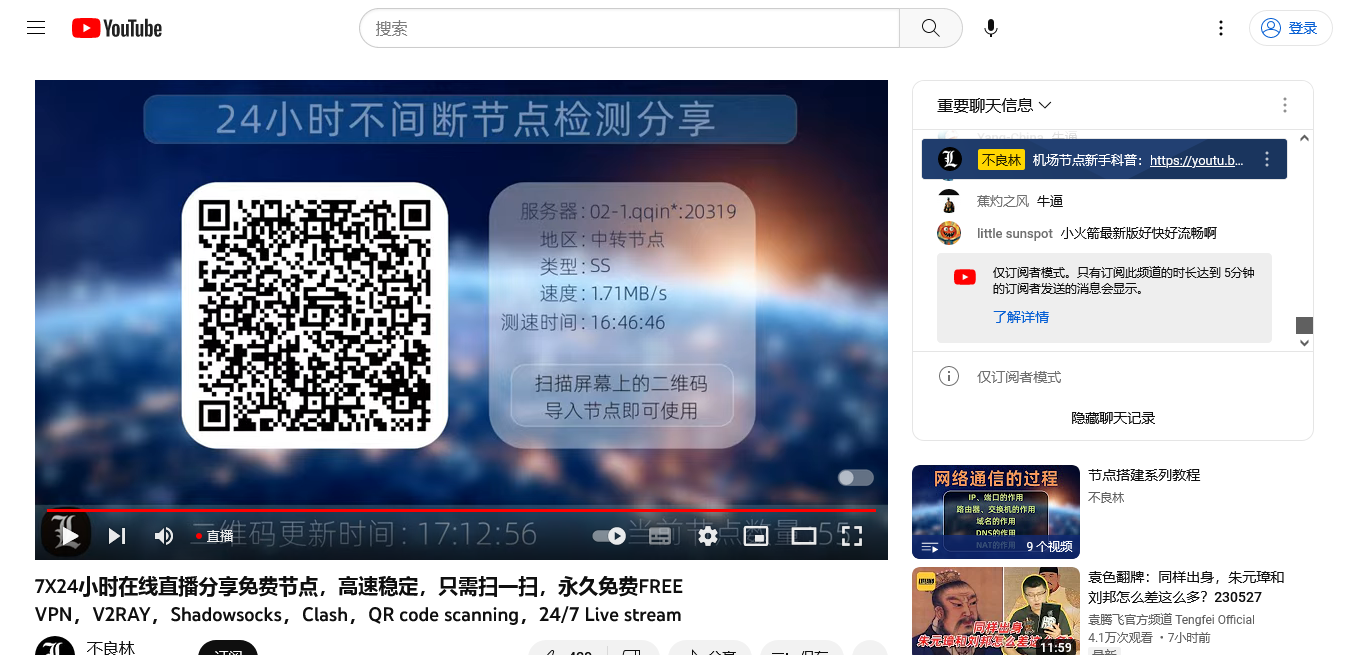 YouTube
搜索
登录
24小时不间断节点检测分享
服务器:02-1.qqin*:20319
地区:中转节点
类型:SS
速度:1.71MB/s
测速时间:16:46:46
扫描屏幕上的二维码
导入节点即可使用
二维码更新时间:17:12:56
直播
7X24小时在线直播分享免费节点，高速稳定，只需扫一扫，永久免费FREE
VPN，V2RAY，Shadowsocks，Clash，QR code scanning，24/7 Live stream
不良林
订阅
分享
保存
重要聊天信息
Yang-China 牛逼
不良林 机场节点新手科普：https://youtu.b...
蕉灼之风 牛逼
little sunspot 小火箭最新版好快好流畅啊
仅订阅者模式。只有订阅此频道的时长达到 5分钟
的订阅者发送的消息会显示。
了解详情
仅订阅者模式
隐藏聊天记录
网络通信的过程
IP、端口的作用
路由器、交换机的作用
域名的作用
DNS的作用
NAT的作用
9 个视频
节点搭建系列教程
不良林
同样出身
朱元璋和刘邦怎么差这么多
11:59
袁色翻牌：同样出身，朱元璋和
刘邦怎么差这么多？230527
袁腾飞官方频道 Tengfei Official
4.1万次观看 · 7小时前
最新